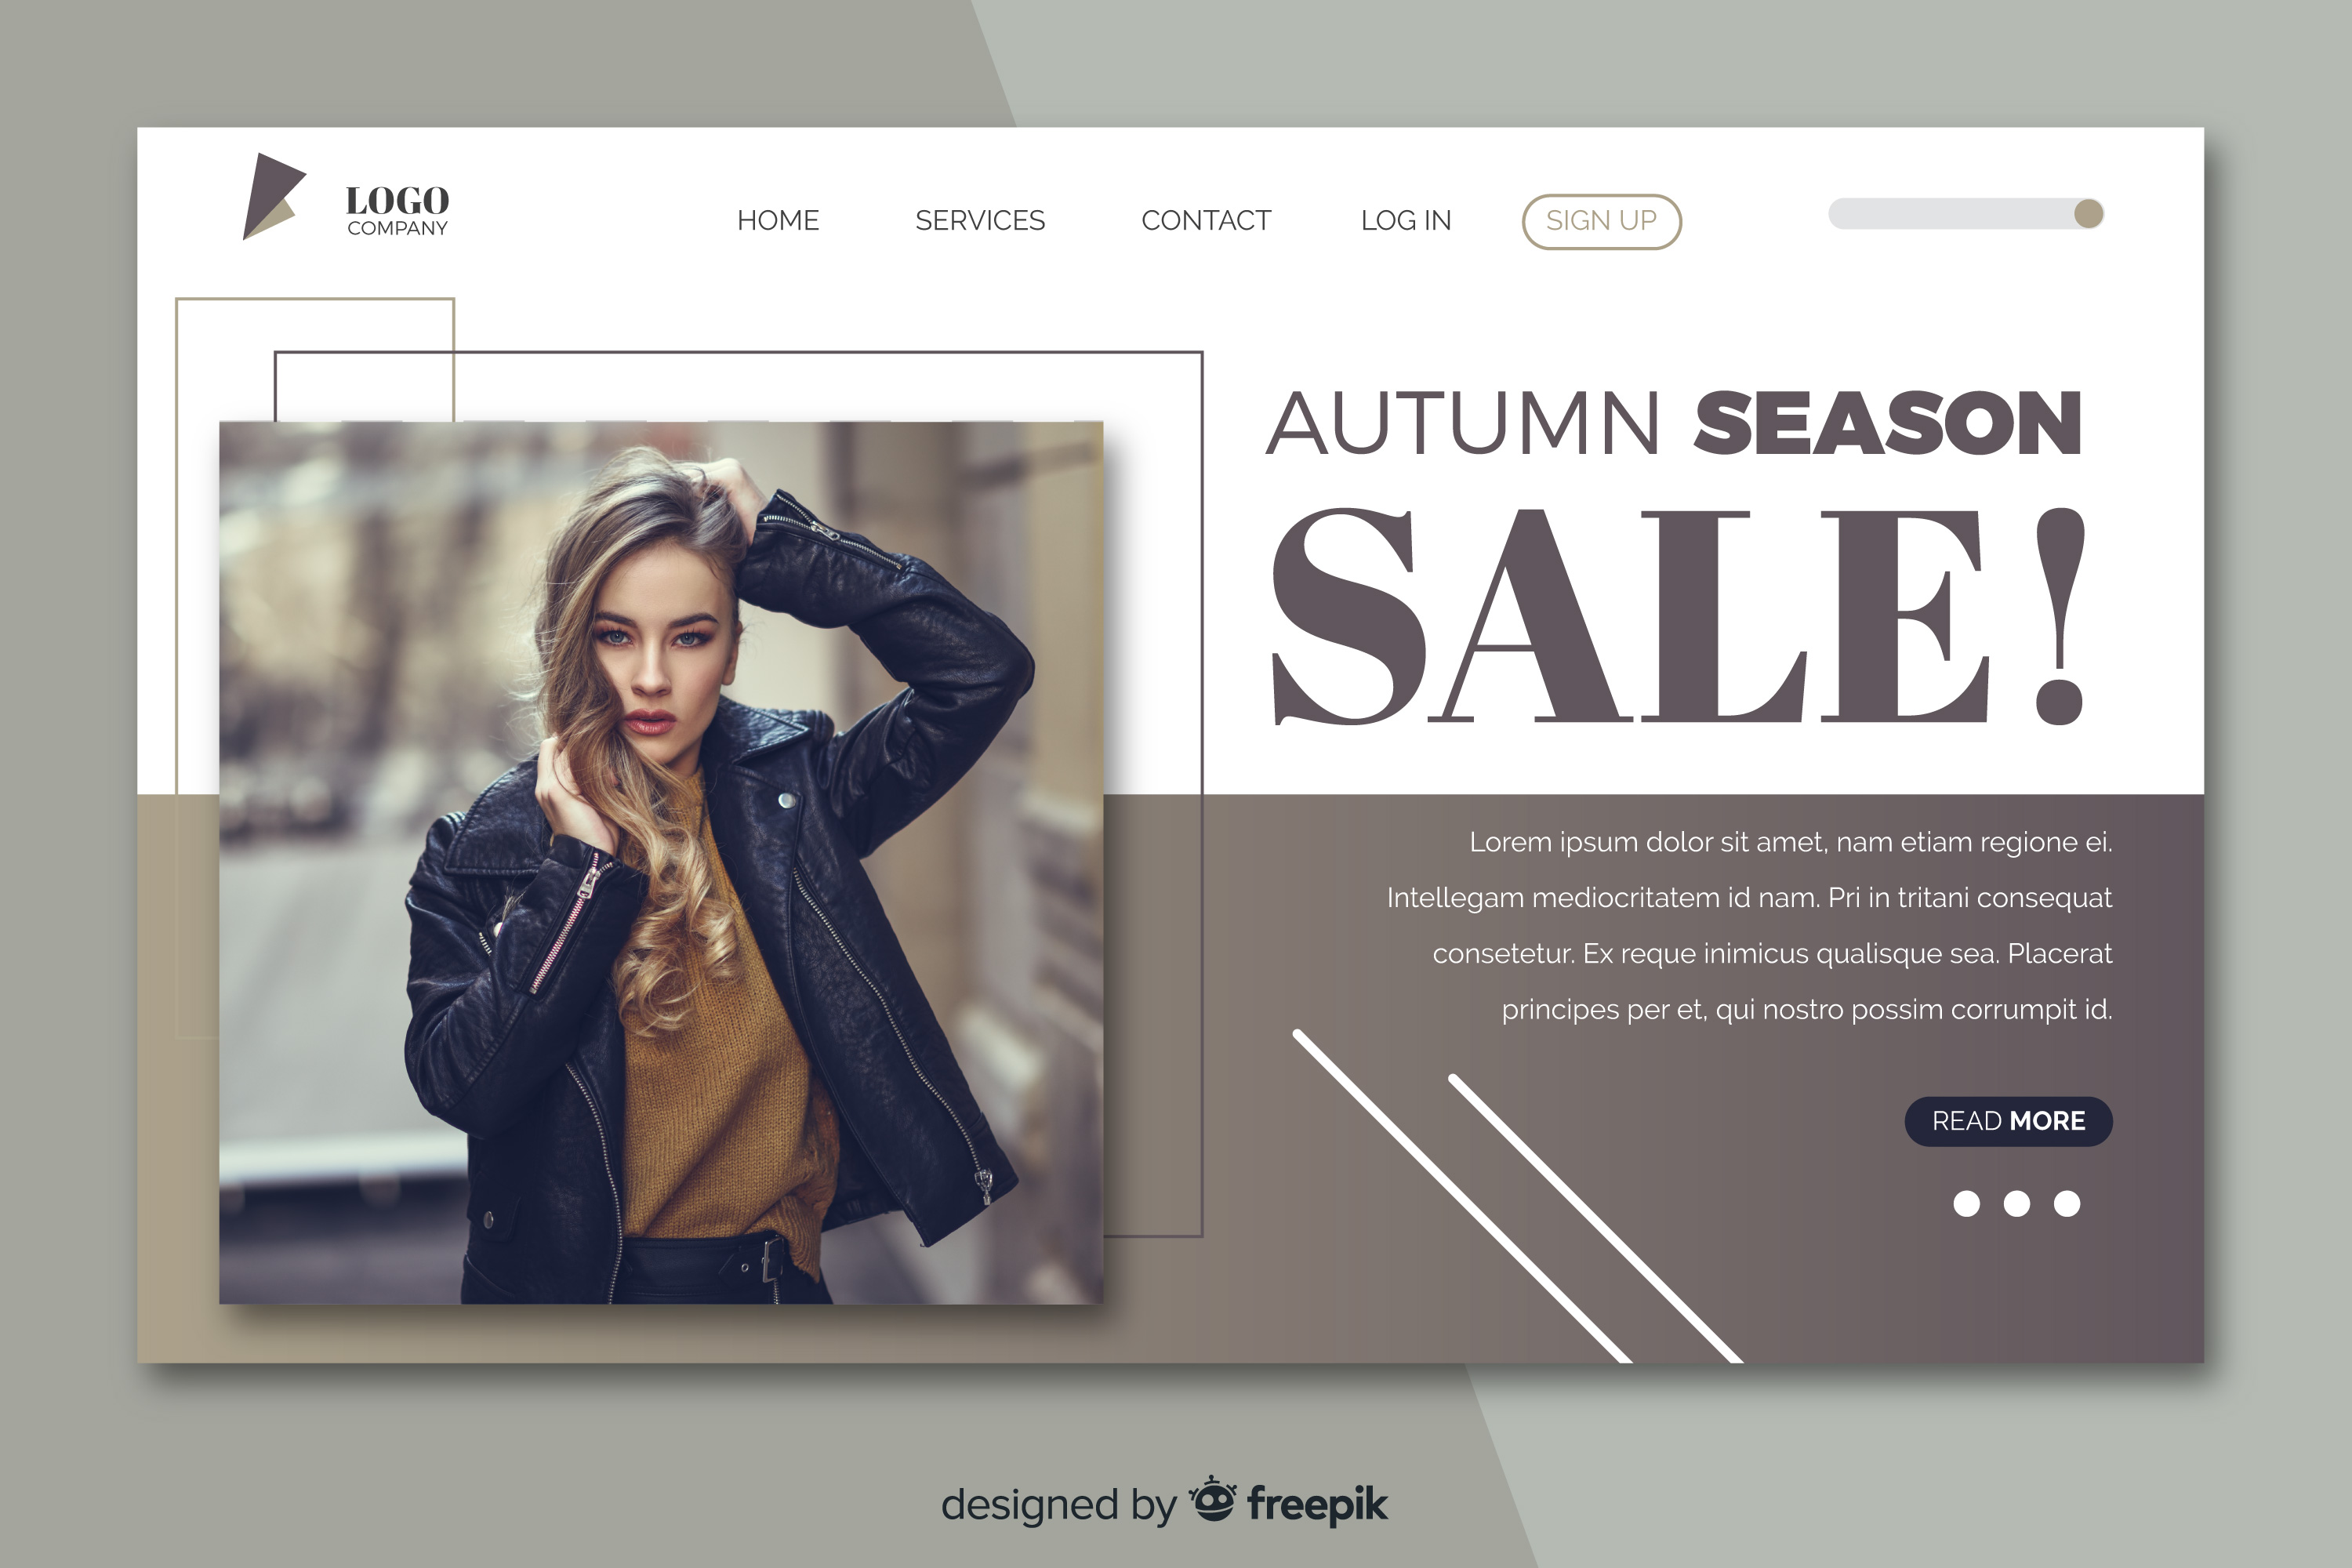 LOGO
COMPANY
HOME SERVICES CONTACT LOG IN SIGN UP
AUTUMN SEASON
SALE!
Lorem ipsum dolor sit amet, nam etiam regione ei.
Intellegam mediocritatem id nam. Pri in tritani consequat
consetetur. Ex reque inimicus qualisque sea. Placerat
principes per et, qui nostro possim corrumpit id.
READ MORE
designed by freepik